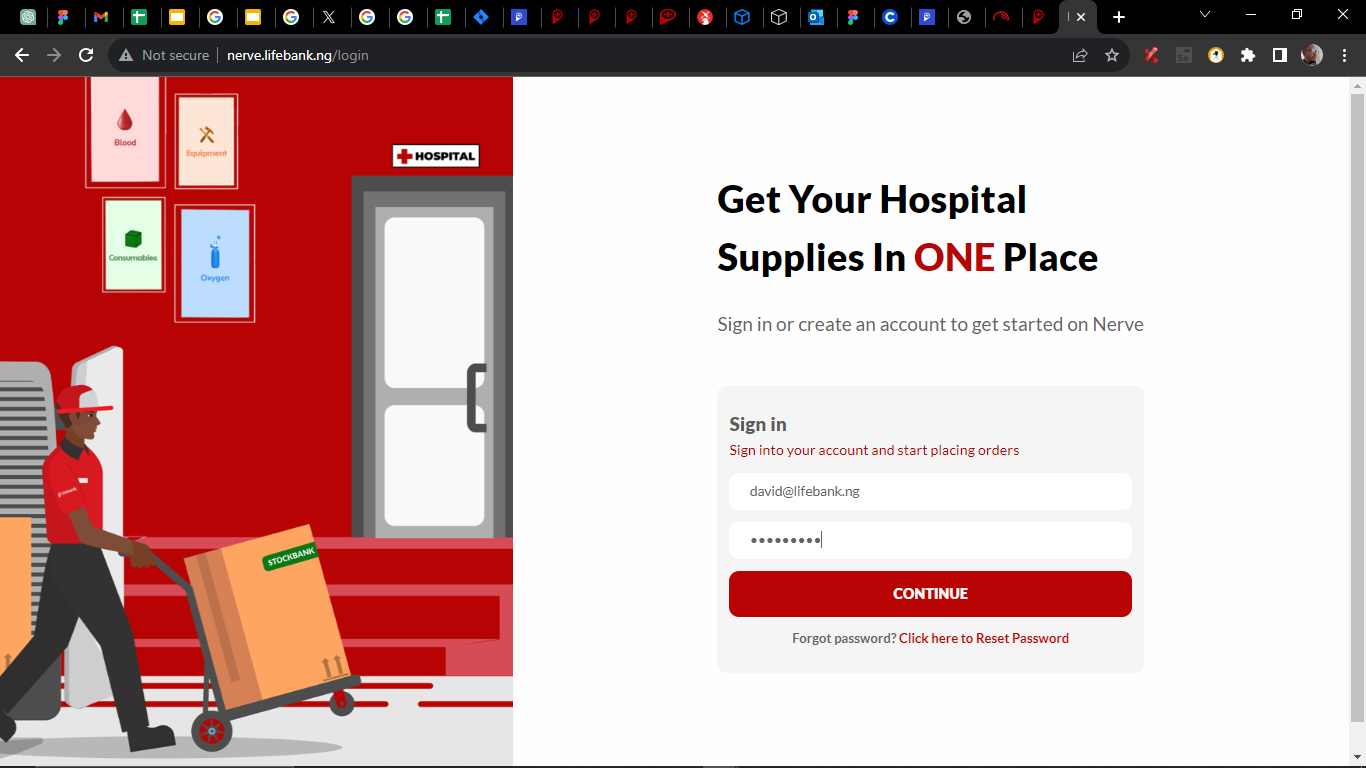 Not secure
nerve.lifebank.ng/login
Blood
Equipment
Consumables
Oxygen
HOSPITAL
STOCKBANK
Get Your Hospital
Supplies In ONE Place
Sign in or create an account to get started on Nerve
Sign in
Sign into your account and start placing orders
david@lifebank.ng
•••••••••
CONTINUE
Forgot password? Click here to Reset Password